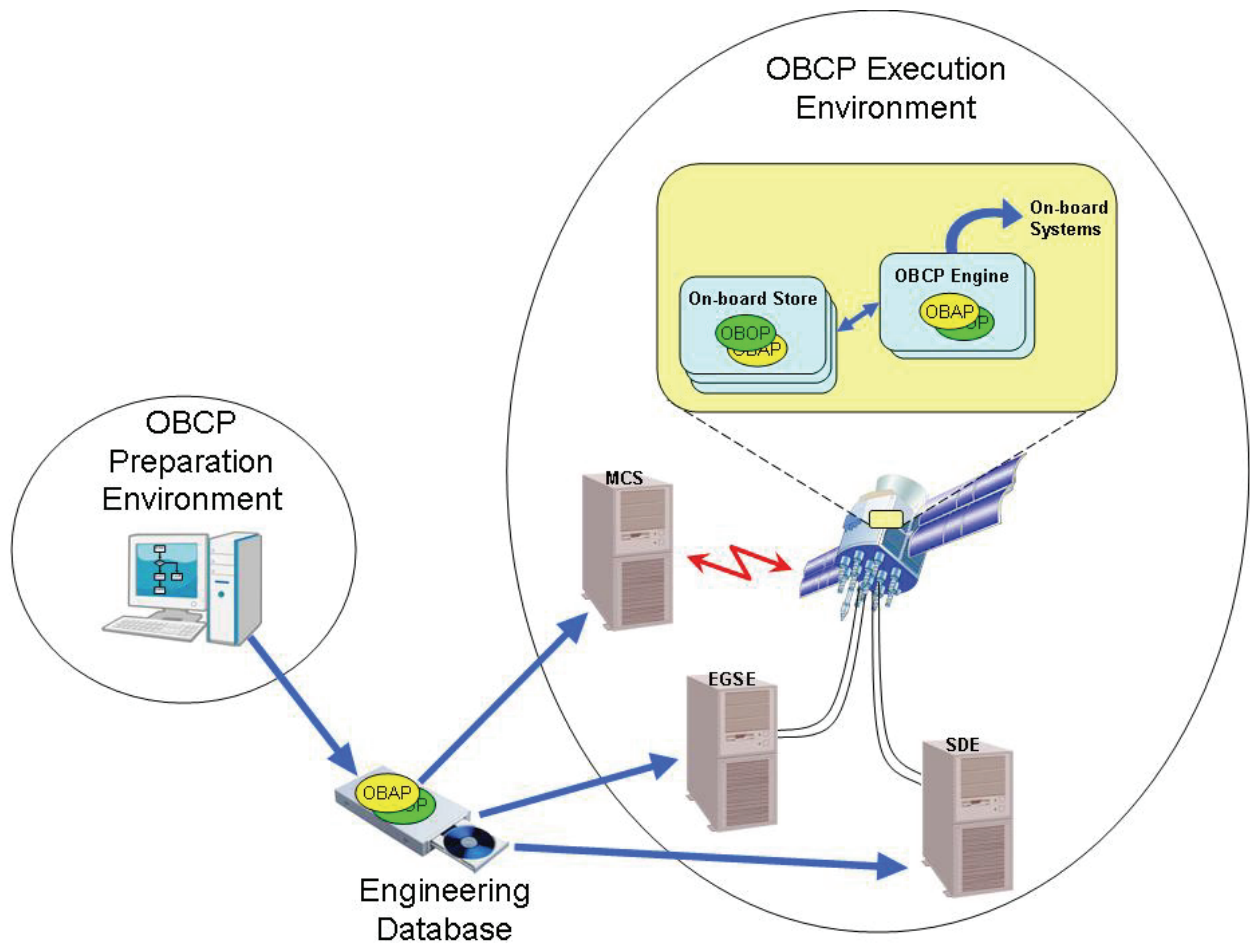 OBCP Execution
Environment
On-board
Systems
OBCP Engine
OBAP
On-board Store
OBOP
OBAP
OBCP
Preparation
Environment
MCS
EGSE
SDE
OBAP
Engineering
Database